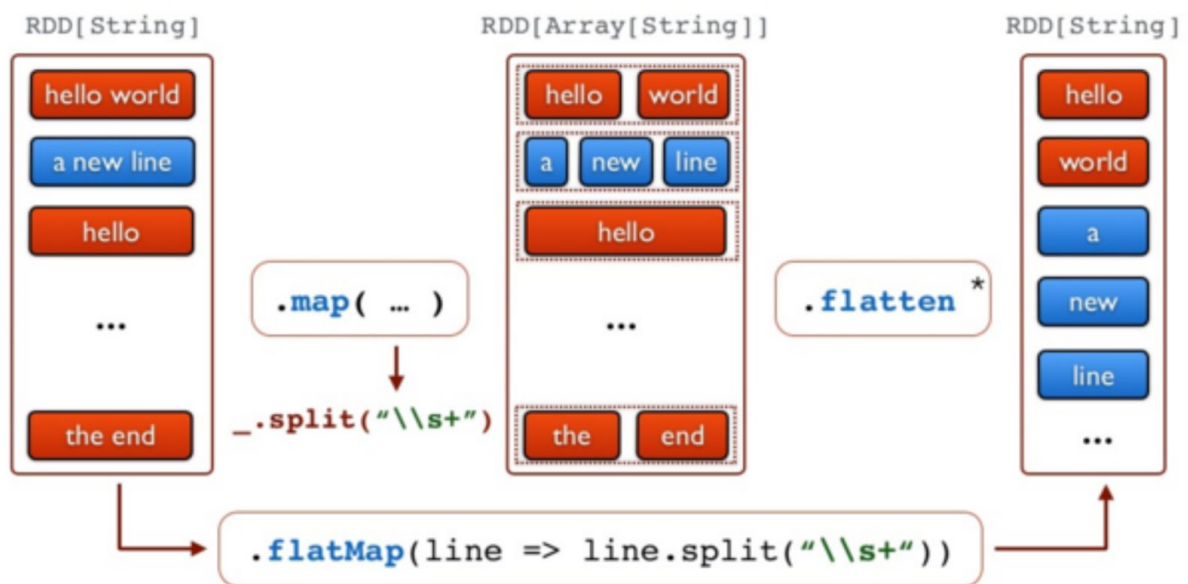 RDD[String]
hello world
a new line
hello
...
the end
.map( … )
_.split("\\s+")
RDD[Array[String]]
hello world
a new line
hello
...
the end
.flatten *
RDD[String]
hello
world
a
new
line
...
.flatMap(line => line.split("\\s+"))